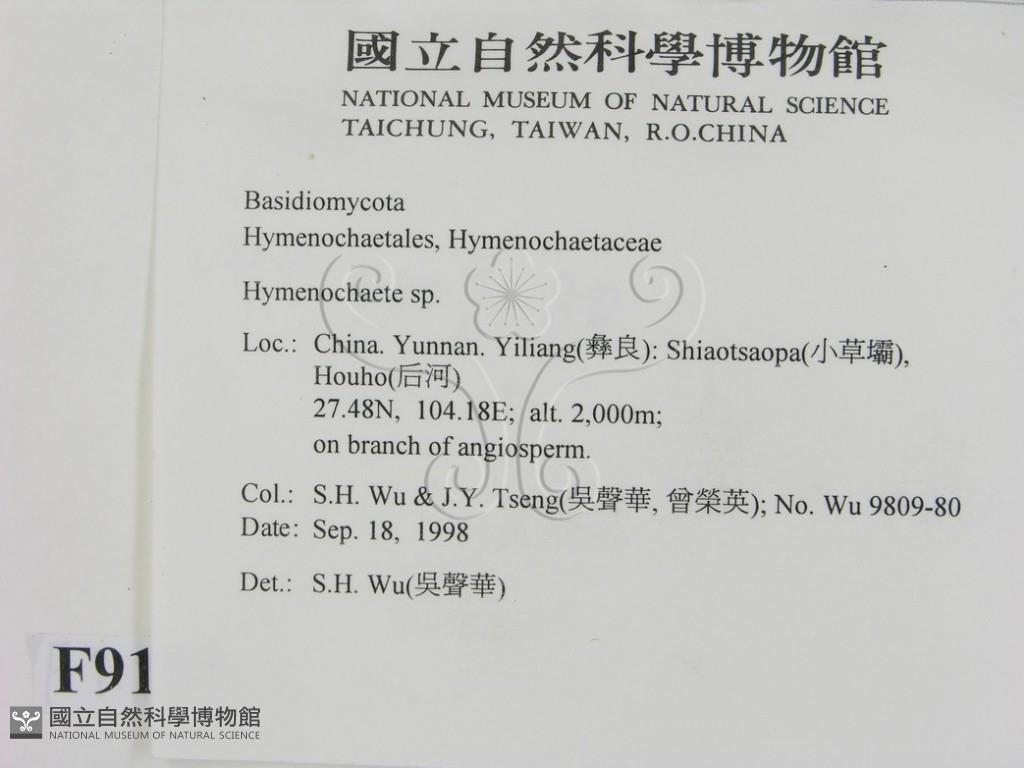 國立自然科學博物館
NATIONAL MUSEUM OF NATURAL SCIENCE
TAICHUNG, TAIWAN, R.O.CHINA
Basidiomycota
Hymenochaetales, Hymenochaetaceae
Hymenochaete sp.
Loc.: China. Yunnan. Yiliang(彝良): Shiaotsaopa(小草壩),
Houho(后河)
27.48N, 104.18E; alt. 2,000m;
on branch of angiosperm.
Col.: S.H. Wu & J.Y. Tseng(吳聲華, 曾榮英); No. Wu 9809-80
Date: Sep. 18, 1998
Det.: S.H. Wu(吳聲華)
F91
國立自然科學博物館
NATIONAL MUSEUM OF NATURAL SCIENCE